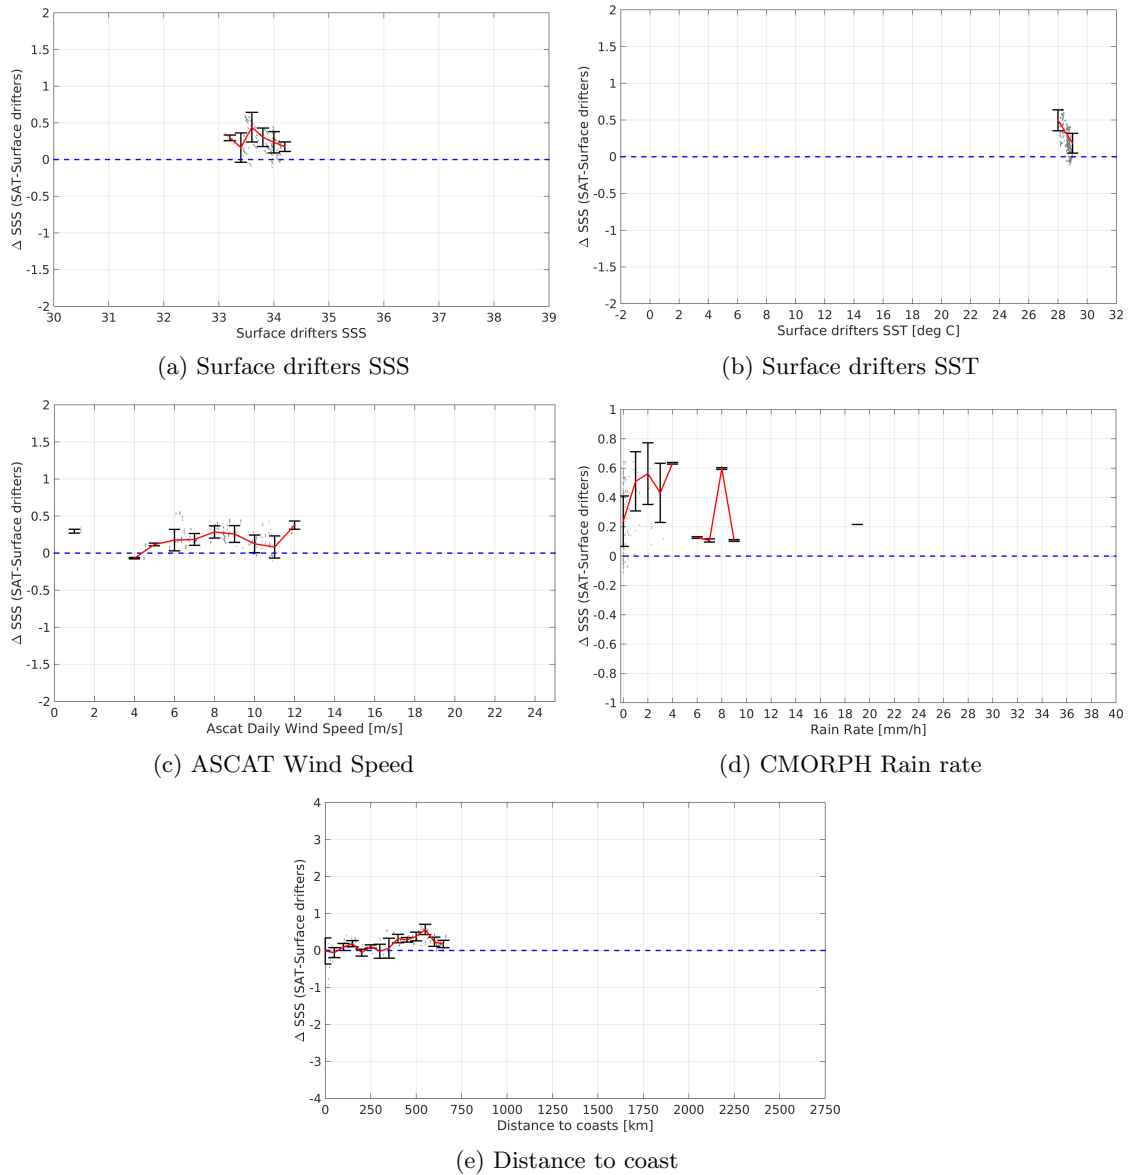 2
1.5
1
0.5
0
-0.5
-1
-1.5
-2
Δ SSS (SAT-Surface drifters)
30 31 32 33 34 35 36 37 38 39
Surface drifters SSS
(a) Surface drifters SSS
2
1.5
1
0.5
0
-0.5
-1
-1.5
-2
Δ SSS (SAT-Surface drifters)
-2 0 2 4 6 8 10 12 14 16 18 20 22 24 26 28 30 32
Surface drifters SST [deg C]
(b) Surface drifters SST
2
1.5
1
0.5
0
-0.5
-1
-1.5
-2
Δ SSS (SAT-Surface drifters)
0 2 4 6 8 10 12 14 16 18 20 22 24
Ascat Daily Wind Speed [m/s]
(c) ASCAT Wind Speed
1
0.8
0.6
0.4
0.2
0
-0.2
-0.4
-0.6
-0.8
-1
Δ SSS (SAT-Surface drifters)
0 2 4 6 8 10 12 14 16 18 20 22 24 26 28 30 32 34 36 38 40
Rain Rate [mm/h]
(d) CMORPH Rain rate
4
3
2
1
0
-1
-2
-3
-4
Δ SSS (SAT-Surface drifters)
0 250 500 750 1000 1250 1500 1750 2000 2250 2500 2750
Distance to coasts [km]
(e) Distance to coast